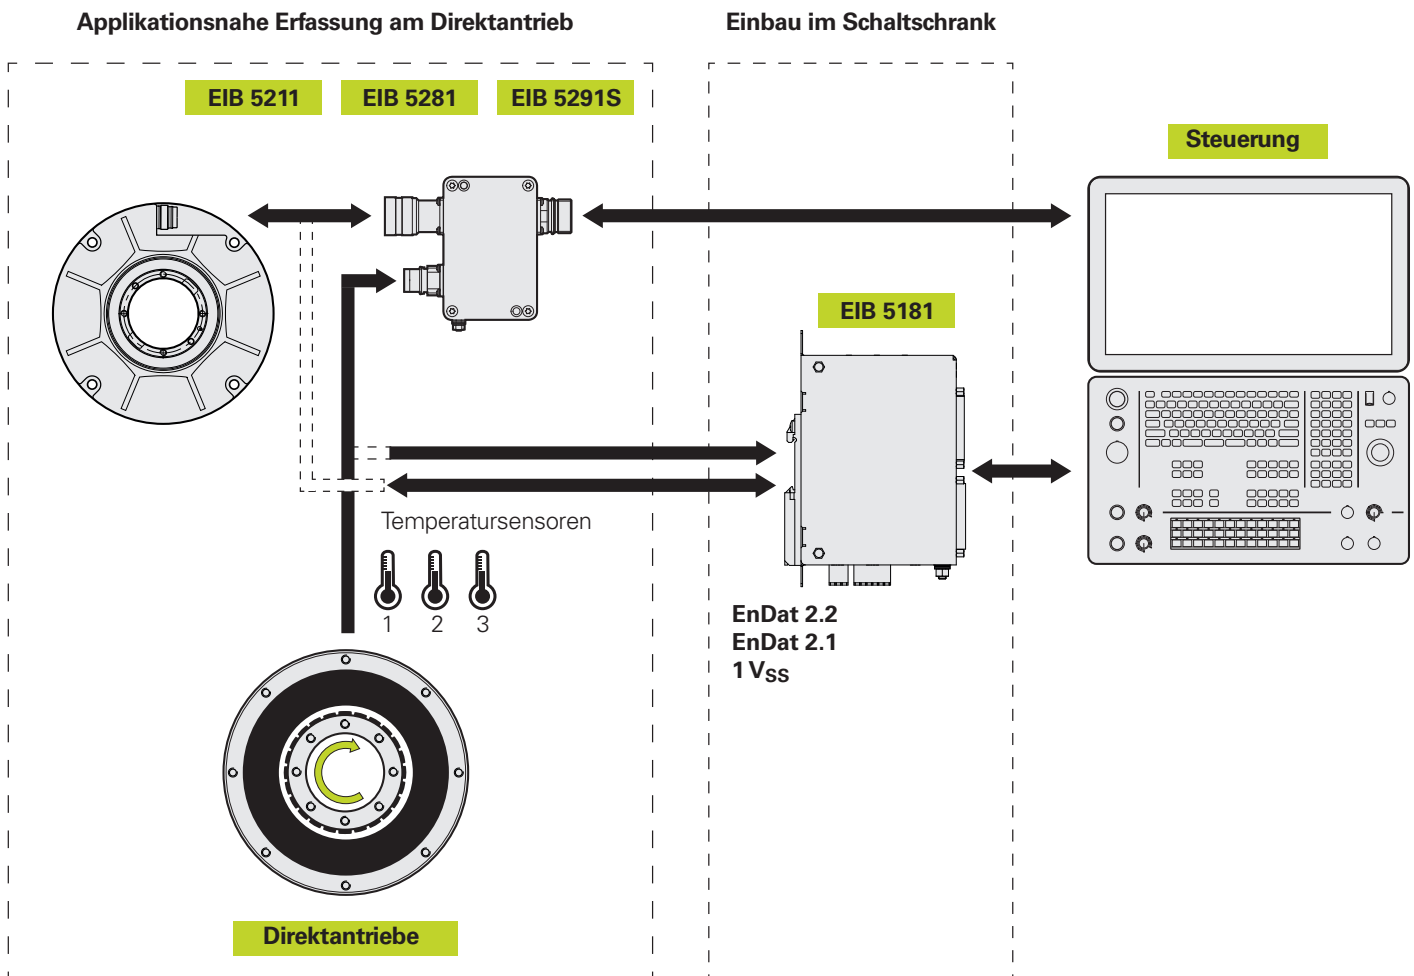 Applikationsnahe Erfassung am Direktantrieb
Einbau im Schaltschrank
EIB 5211
EIB 5281
EIB 5291S
Steuerung
EIB 5181
Temperatursensoren
1 2 3
EnDat 2.2
EnDat 2.1
1 VSS
Direktantriebe